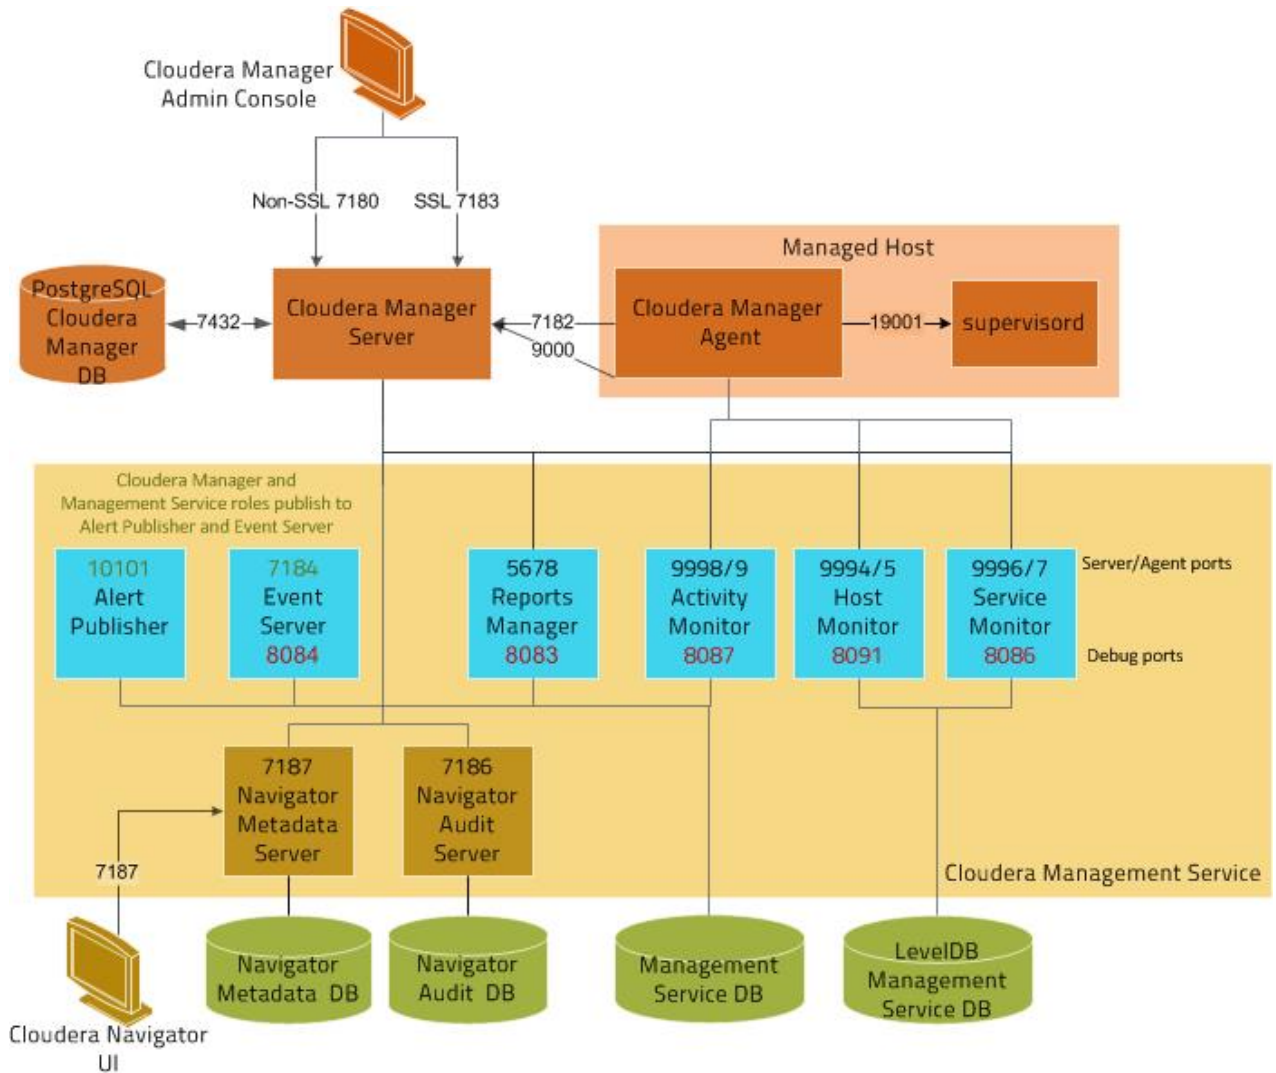 Cloudera Manager
Admin Console
Non-SSL 7180
SSL 7183
Managed Host
PostgreSQL
Cloudera
Manager
DB
7432
Cloudera Manager
Server
7182
9000
Cloudera Manager
Agent
19001
supervisord
Cloudera Manager and
Management Service roles publish to
Alert Publisher and Event Server
10101
Alert
Publisher
7184
Event
Server
8084
5678
Reports
Manager
8083
9998/9
Activity
Monitor
8087
9994/5
Host
Monitor
8091
9996/7
Service
Monitor
8086
Server/Agent ports
Debug ports
7187
Navigator
Metadada
Server
7186
Navigator
Audit
Server
7187
Cloudera Management Service
Cloudera Navigator
UI
Navigator
Metadata DB
Navigator
Audit DB
Management
Service DB
LevelDB
Management
Service DB